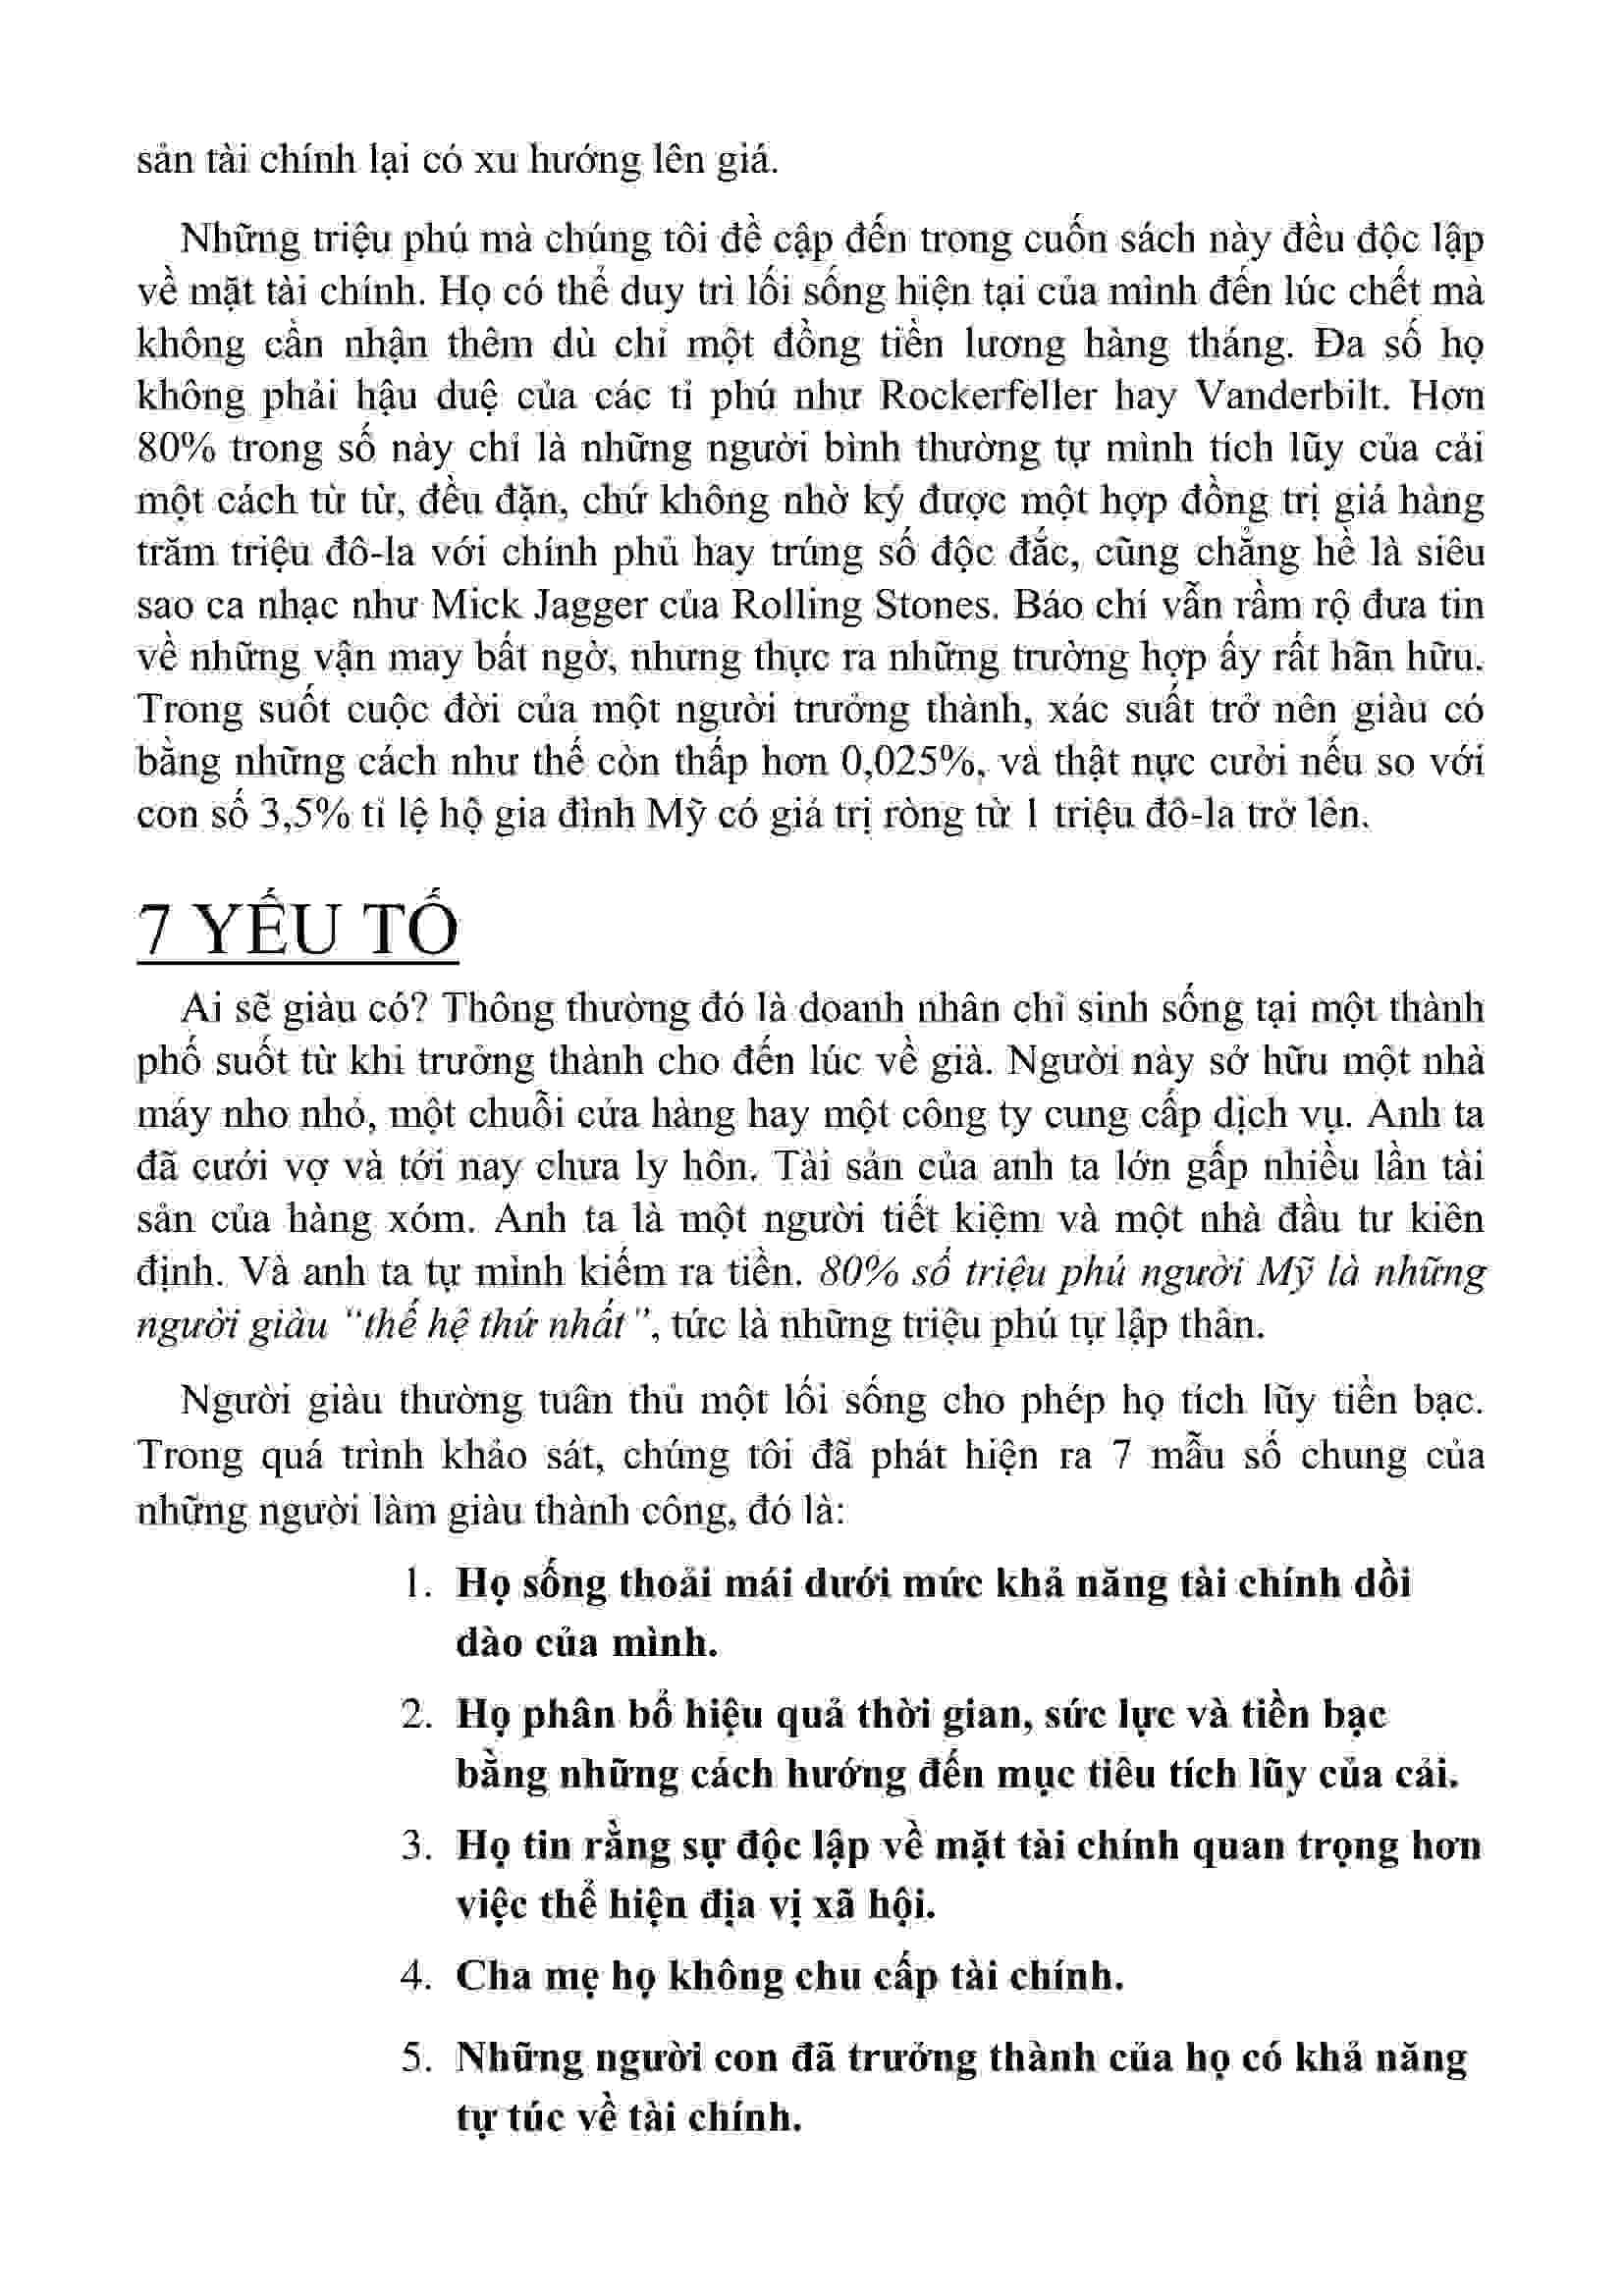 sản tài chính lại có xu hướng lên giá.
Những triệu phú mà chúng tôi đề cập đến trong cuốn sách này đều độc lập
về mặt tài chính. Họ có thể duy trì lối sống hiện tại của mình đến lúc chết mà
không cần nhận thêm dù chỉ một đồng tiền lương hàng tháng. Đa số họ
không phải hậu duệ của các tỉ phú như Rockerfeller hay Vanderbilt. Hơn
80% trong số này chỉ là những người bình thường tự mình tích lũy của cải
một cách từ từ, đều đặn, chứ không nhờ ký được một hợp đồng trị giá hàng
trăm triệu đô-la với chính phủ hay trúng số độc đắc, cũng chẳng hề là siêu
sao ca nhạc như Mick Jagger của Rolling Stones. Báo chí vẫn rầm rộ đưa tin
về những vận may bất ngờ, nhưng thực ra những trường hợp ấy rất hãn hữu.
Trong suốt cuộc đời của một người trưởng thành, xác suất trở nên giàu có
bằng những cách như thế còn thấp hơn 0,025%, và thật nực cười nếu so với
con số 3,5% tỉ lệ hộ gia đình Mỹ có giá trị ròng từ 1 triệu đô-la trở lên.
7 YẾU TỐ
Ai sẽ giàu có? Thông thường đó là doanh nhân chỉ sinh sống tại một thành
phố suốt từ khi trưởng thành cho đến lúc về già. Người này sở hữu một nhà
máy nho nhỏ, một chuỗi cửa hàng hay một công ty cung cấp dịch vụ. Anh ta
đã cưới vợ và tới nay chưa ly hôn. Tài sản của anh ta lớn gấp nhiều lần tài
sản của hàng xóm. Anh ta là một người tiết kiệm và một nhà đầu tư kiên
định. Và anh ta tự mình kiếm ra tiền. 80% số triệu phú người Mỹ là những
người giàu "thế hệ thứ nhất", tức là những triệu phú tự lập thân.
Người giàu thường tuân thủ một lối sống cho phép họ tích lũy tiền bạc.
Trong quá trình khảo sát, chúng tôi đã phát hiện ra 7 mẫu số chung của
những người làm giàu thành công, đó là:
1. Họ sống thoải mái dưới mức khả năng tài chính dồi
dào của mình.
2. Họ phân bổ hiệu quả thời gian, sức lực và tiền bạc
bằng những cách hướng đến mục tiêu tích lũy của cải.
3. Họ tin rằng sự độc lập về mặt tài chính quan trọng hơn
việc thể hiện địa vị xã hội.
4. Cha mẹ họ không chu cấp tài chính.
5. Những người con đã trưởng thành của họ có khả năng
tự túc về tài chính.